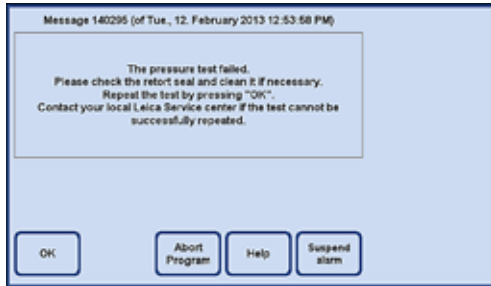 Message 140295 (of Tue., 12. February 2013 12:53:58 PM)
The pressure test failed.
Please check the retort seal and clean it if necessary.
Repeat the test by pressing "OK".
Contact your local Leica Service center if the test cannot be
successfully repeated.
OK
Abort
Program
Help
Suspend
alarm